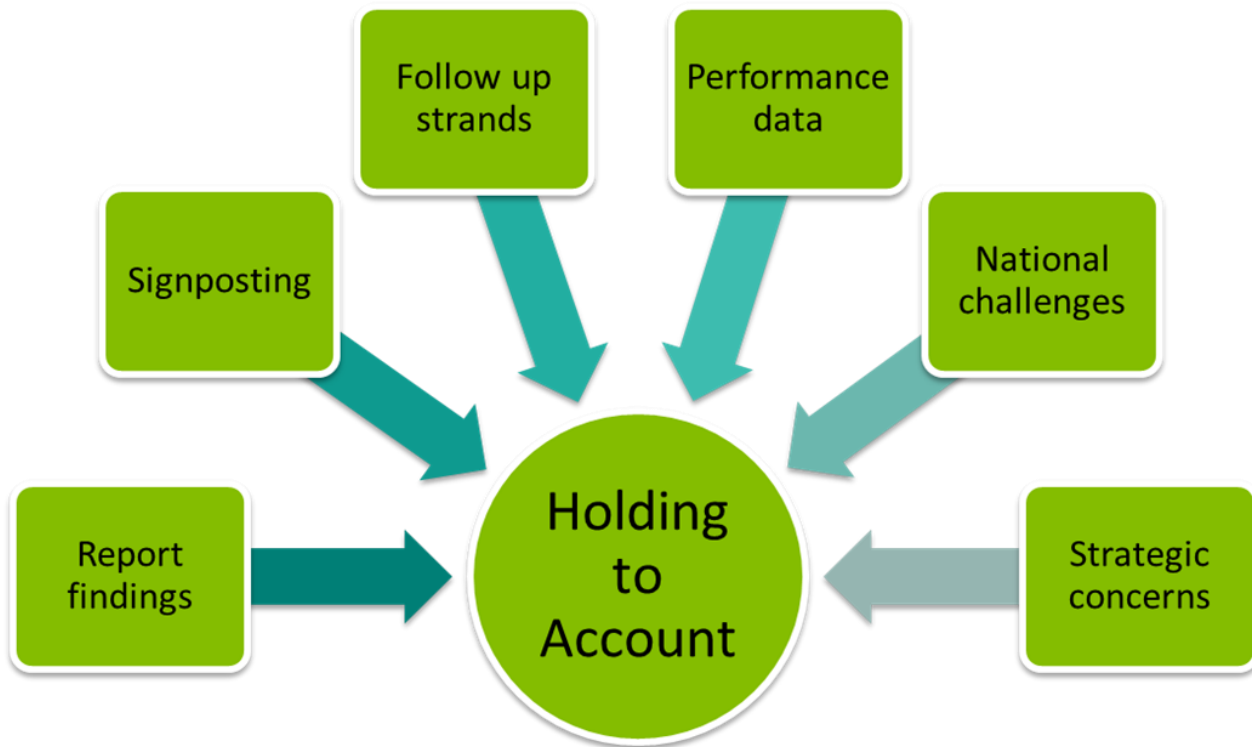 Follow up
strands
Performance
data
Signposting
National
challenges
Report
findings
Holding
to
Account
Strategic
concerns